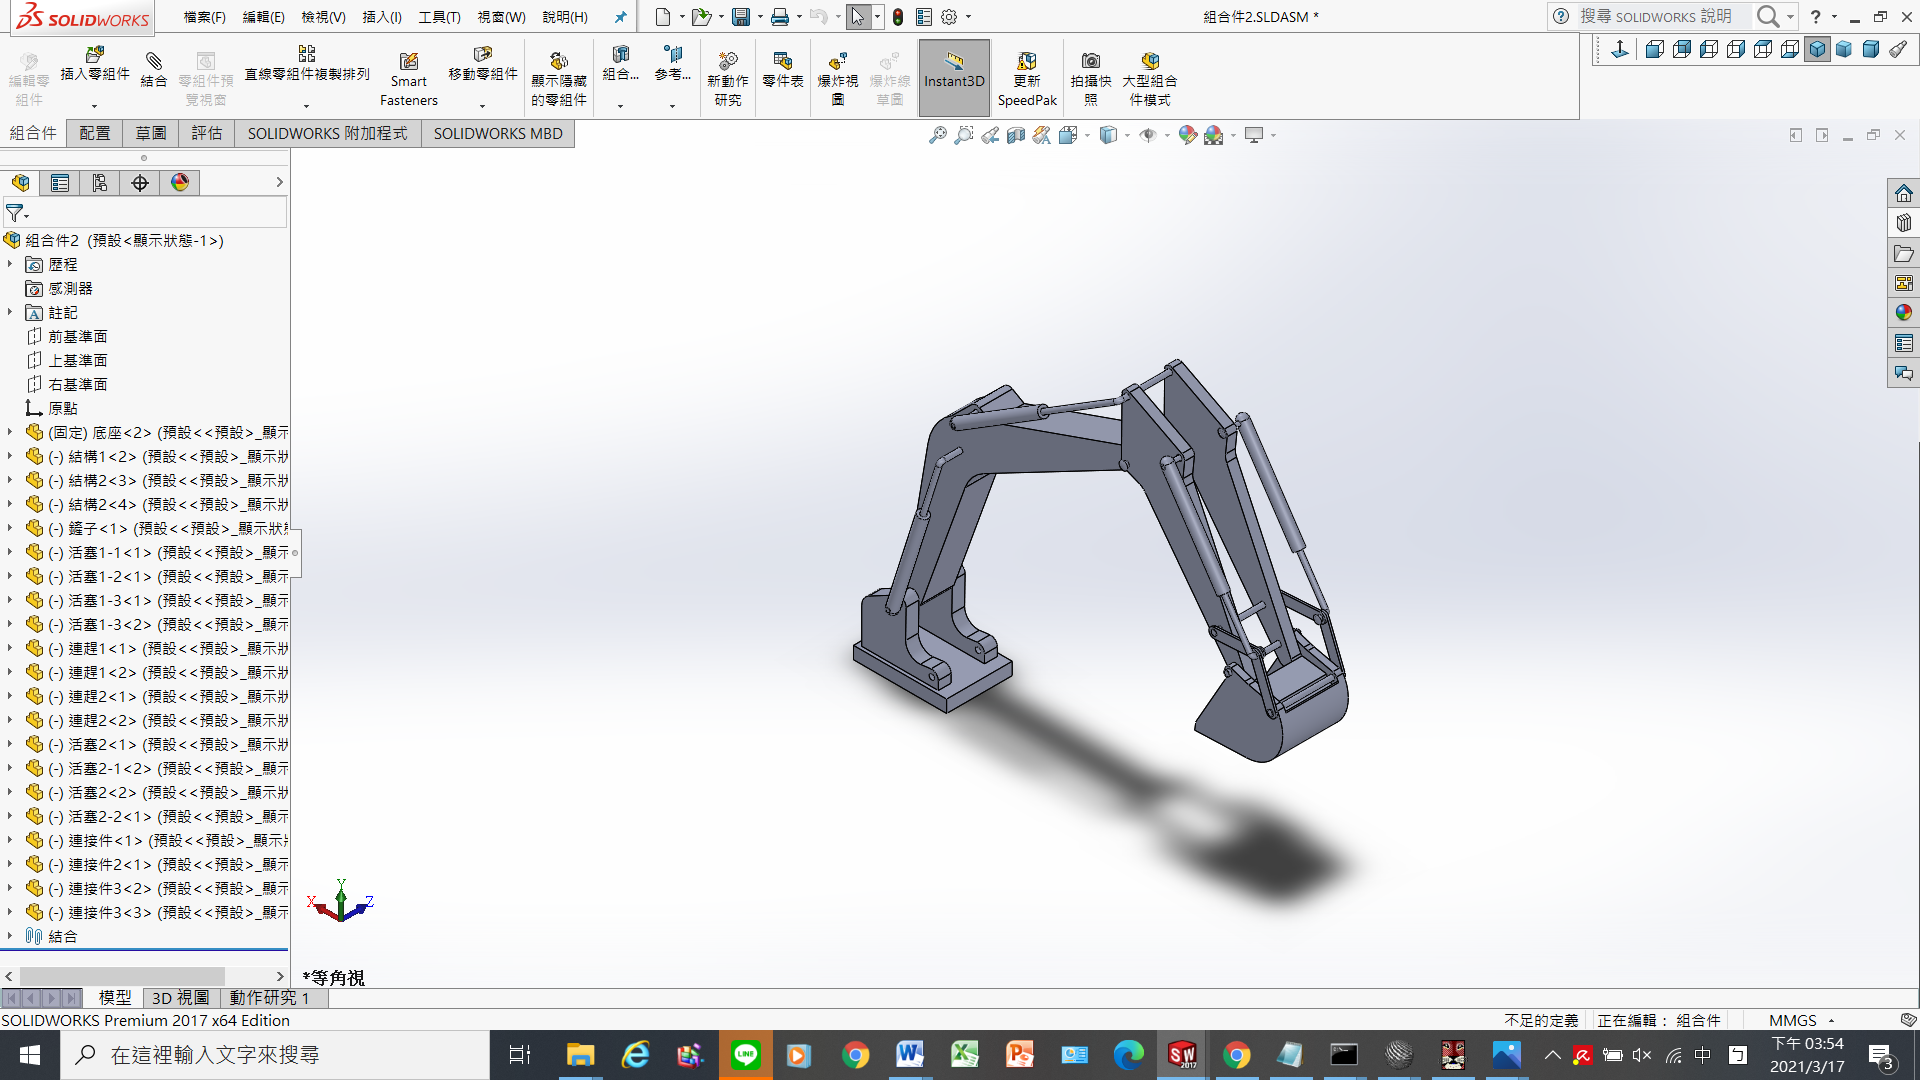 SOLIDWORKS
檔案(F) 編輯(E) 檢視(V) 插入(I) 工具(T) 視窗(W) 說明(H)
組合件2.SLDASM *
搜尋 SOLIDWORKS 說明
編輯零組件
插入零組件
結合
零組件預覽視窗
直線零組件複製排列
Smart Fasteners
移動零組件
顯示隱藏的零組件
組合...
參考...
新動作研究
零件表
爆炸視圖
爆炸線草圖
Instant3D
更新 SpeedPak
拍攝快照
大型組合件模式
組合件 配置 草圖 評估 SOLIDWORKS 附加程式 SOLIDWORKS MBD
組合件2 (預設<顯示狀態-1>)
歷程
感測器
註記
前基準面
上基準面
右基準面
原點
(固定) 底座<2> (預設<<預設>_顯示
(-) 結構1<2> (預設<<預設>_顯示狀
(-) 結構2<3> (預設<<預設>_顯示狀
(-) 結構2<4> (預設<<預設>_顯示狀
(-) 鏟子<1> (預設<<預設>_顯示狀
(-) 活塞1-1<1> (預設<<預設>_顯示
(-) 活塞1-2<1> (預設<<預設>_顯示
(-) 活塞1-3<1> (預設<<預設>_顯示
(-) 活塞1-3<2> (預設<<預設>_顯示
(-) 連趕1<1> (預設<<預設>_顯示狀
(-) 連趕1<2> (預設<<預設>_顯示狀
(-) 連趕2<1> (預設<<預設>_顯示狀
(-) 連趕2<2> (預設<<預設>_顯示狀
(-) 活塞2<1> (預設<<預設>_顯示狀
(-) 活塞2-1<2> (預設<<預設>_顯示
(-) 活塞2<2> (預設<<預設>_顯示狀
(-) 活塞2-2<1> (預設<<預設>_顯示
(-) 連接件<1> (預設<<預設>_顯示
(-) 連接件2<1> (預設<<預設>_顯示
(-) 連接件3<2> (預設<<預設>_顯示
(-) 連接件3<3> (預設<<預設>_顯示
結合
X Y Z
*等角視
模型 3D 視圖 動作研究 1
SOLIDWORKS Premium 2017 x64 Edition
不足的定義 正在編輯： 組合件 MMGS
在這裡輸入文字來搜尋
LINE
SW 2017
中
下午 03:54
2021/3/17
3